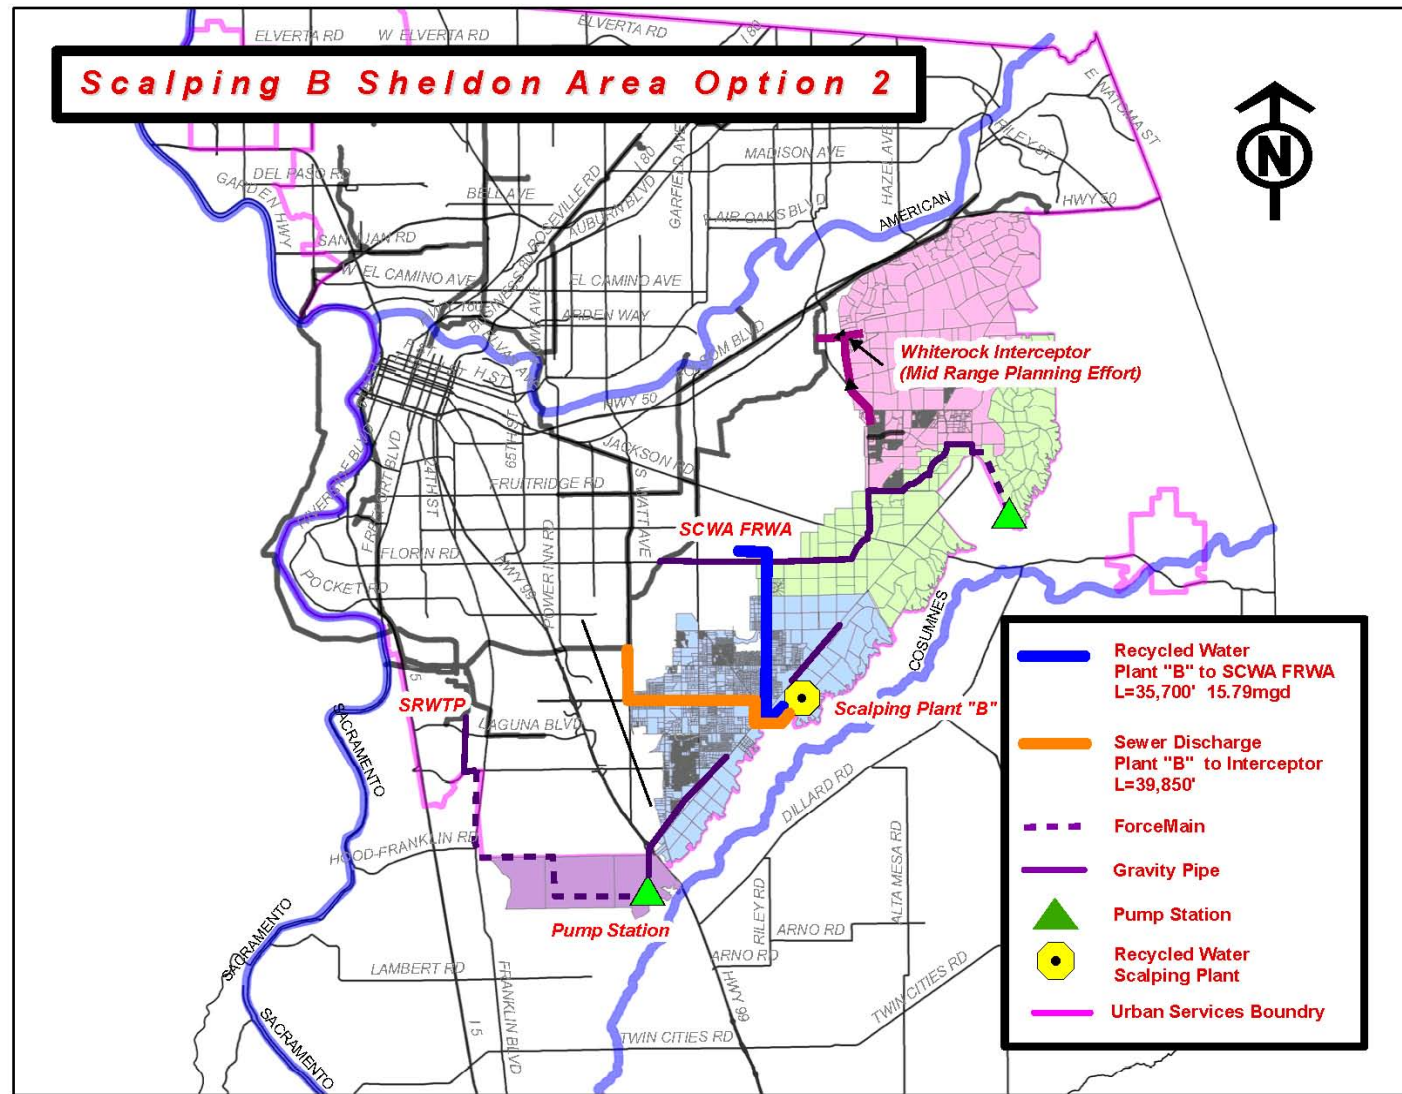 ELVERTA RD
W ELVERTA RD
ELVERTA RD
I 80
Scalping B Sheldon Area Option 2
E NATOMA ST
RILEY ST
MADISON AVE
HAZEL AVE
GARFIELD AVE
I 80
N
DEL PASO RD
GARDEN HWY
BELL AVE
ROSEVILLE RD
AUBURN BLVD
FAIR OAKS BLVD
AMERICAN
HWY 50
SAN JUAN RD
W EL CAMINO AVE
EL CAMINO AVE
ARDEN WAY
H ST
HWY 50
Whiterock Interceptor
(Mid Range Planning Effort)
JACKSON RD
24TH ST
FRUITRIDGE RD
S WATT AVE
SCWA FRWA
FLORIN RD
HWY 99
POWER INN RD
POCKET RD
COSUMNES
I 5
SRWTP
LAGUNA BLVD
Scalping Plant "B"
SACRAMENTO
DILLARD RD
HOOD-FRANKLIN RD
ALTA MESA RD
RILEY RD
Pump Station
ARNO RD
ARNO RD
SACRAMENTO
LAMBERT RD
FRANKLIN BLVD
HWY 99
TWIN CITIES RD
SACRAMENTO
I 5
TWIN CITIES RD
Recycled Water
Plant "B" to SCWA FRWA
L=35,700' 15.79mgd
Sewer Discharge
Plant "B" to Interceptor
L=39,850'
ForceMain
Gravity Pipe
Pump Station
Recycled Water
Scalping Plant
Urban Services Boundry